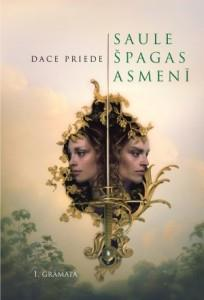 DACE PRIEDE
SAULE
ŠPAGAS
ASMENĪ
1. GRĀMATA